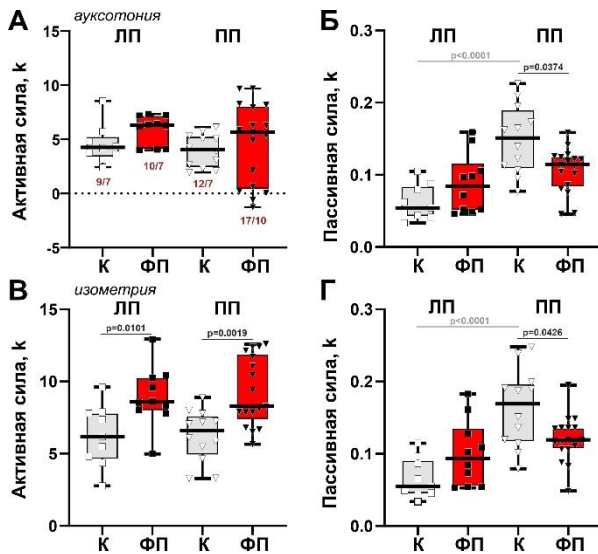 А ауксотония
ЛП ПП
Активная сила, k
15
10
5
0
-5
9/7 10/7 12/7 17/10
К ФП К ФП
Б
ЛП ПП
p<0.0001
p=0.0374
Пассивная сила, k
0.3
0.2
0.1
0.0
К ФП К ФП
В изометрия
ЛП ПП
p=0.0101 p=0.0019
Активная сила, k
15
10
5
0
К ФП К ФП
Г
ЛП ПП
p<0.0001
p=0.0426
Пассивная сила, k
0.3
0.2
0.1
0.0
К ФП К ФП